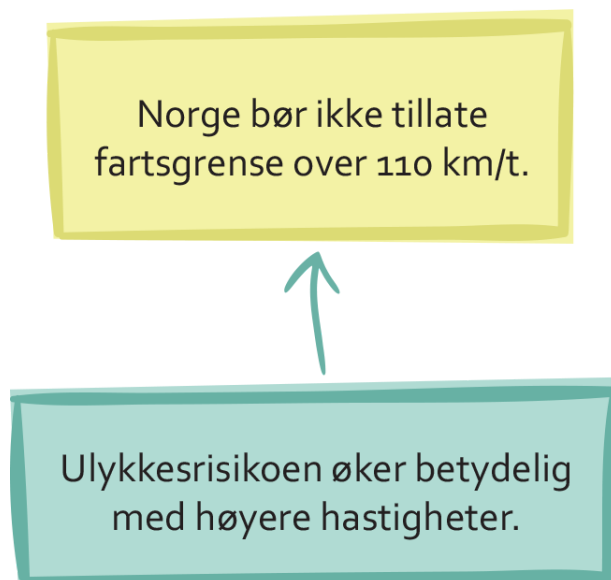 Norge bør ikke tillate
fartsgrense over 110 km/t.
Ulykkesrisikoen øker betydelig
med høyere hastigheter.